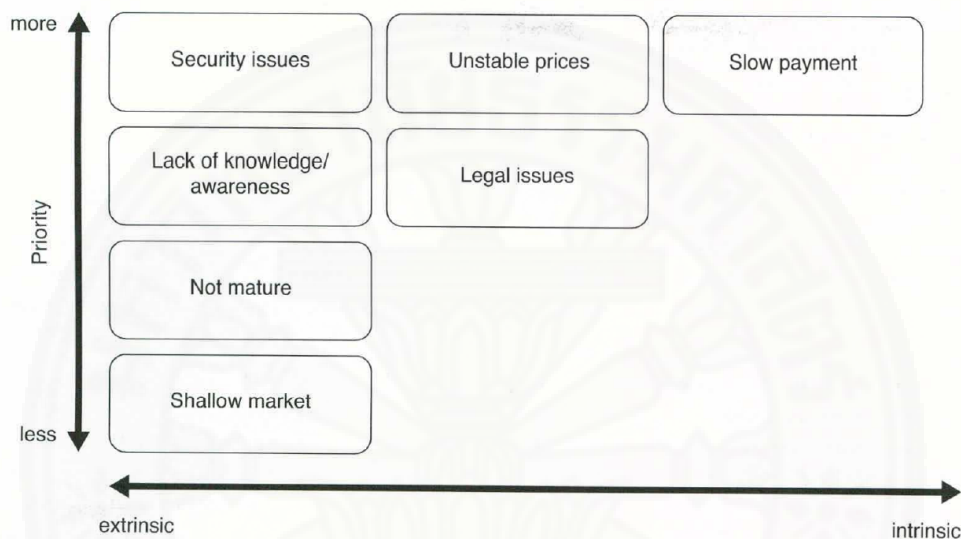 more
Security issues
Unstable prices
Slow payment
Lack of knowledge/
awareness
Legal issues
Priority
Not mature
Shallow market
less
extrinsic
intrinsic